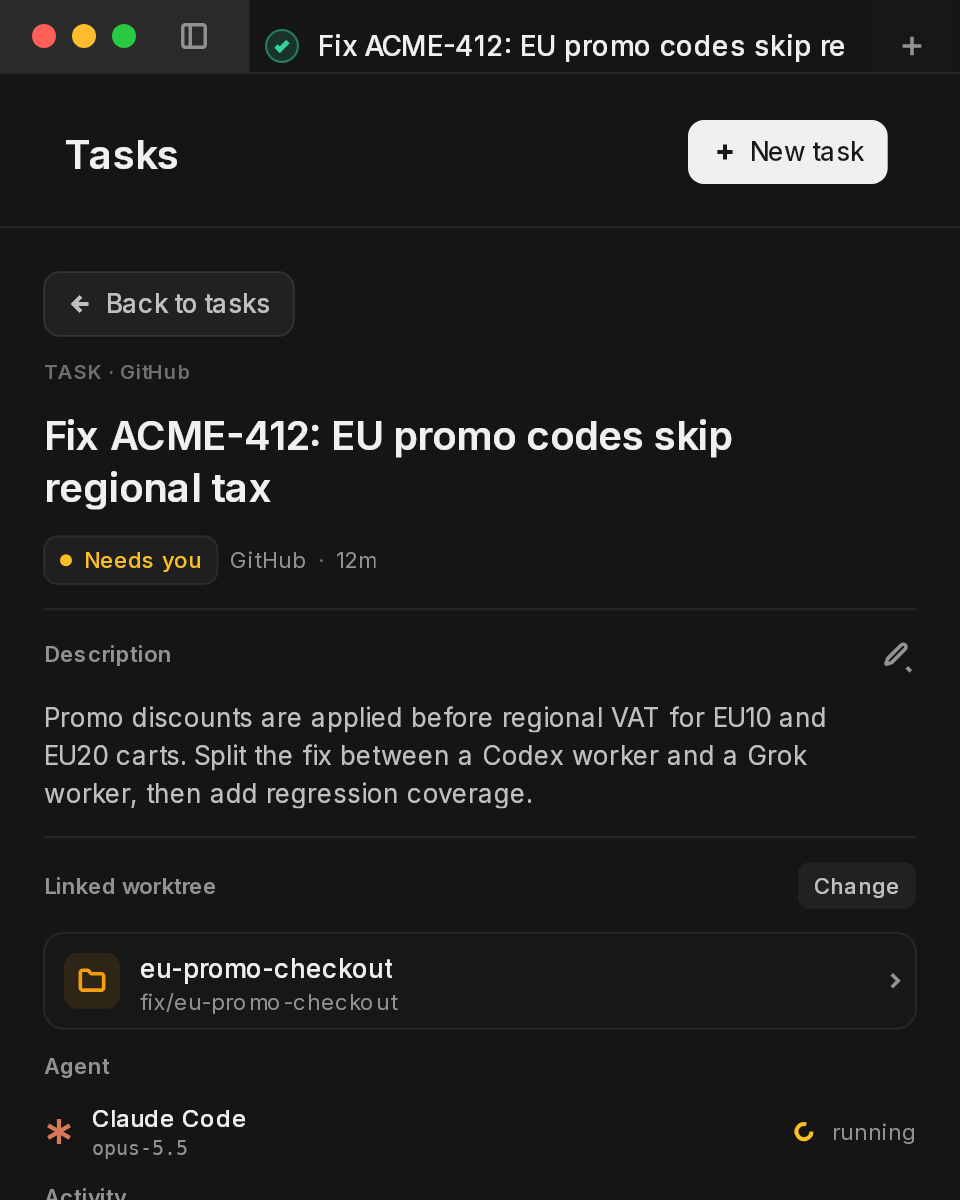 Fix ACME-412: EU promo codes skip re
+
Tasks
+ New task
← Back to tasks
TASK · GitHub
Fix ACME-412: EU promo codes skip
regional tax
Needs you
GitHub · 12m
Description
Promo discounts are applied before regional VAT for EU10 and
EU20 carts. Split the fix between a Codex worker and a Grok
worker, then add regression coverage.
Linked worktree
Change
eu-promo-checkout
fix/eu-promo-checkout
Agent
Claude Code
opus-5.5
running
Activity